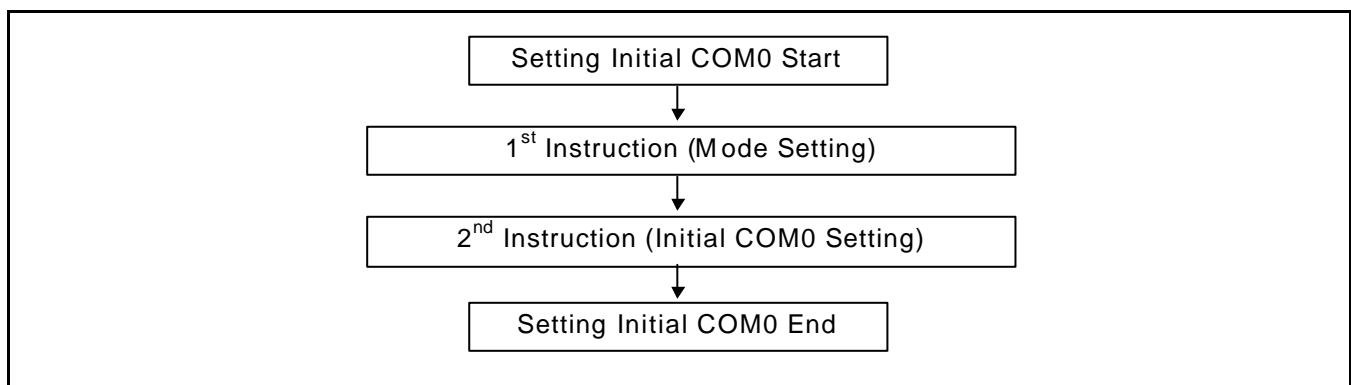 Setting Initial COM0 Start
1st Instruction (Mode Setting)
2nd Instruction (Initial COM0 Setting)
Setting Initial COM0 End